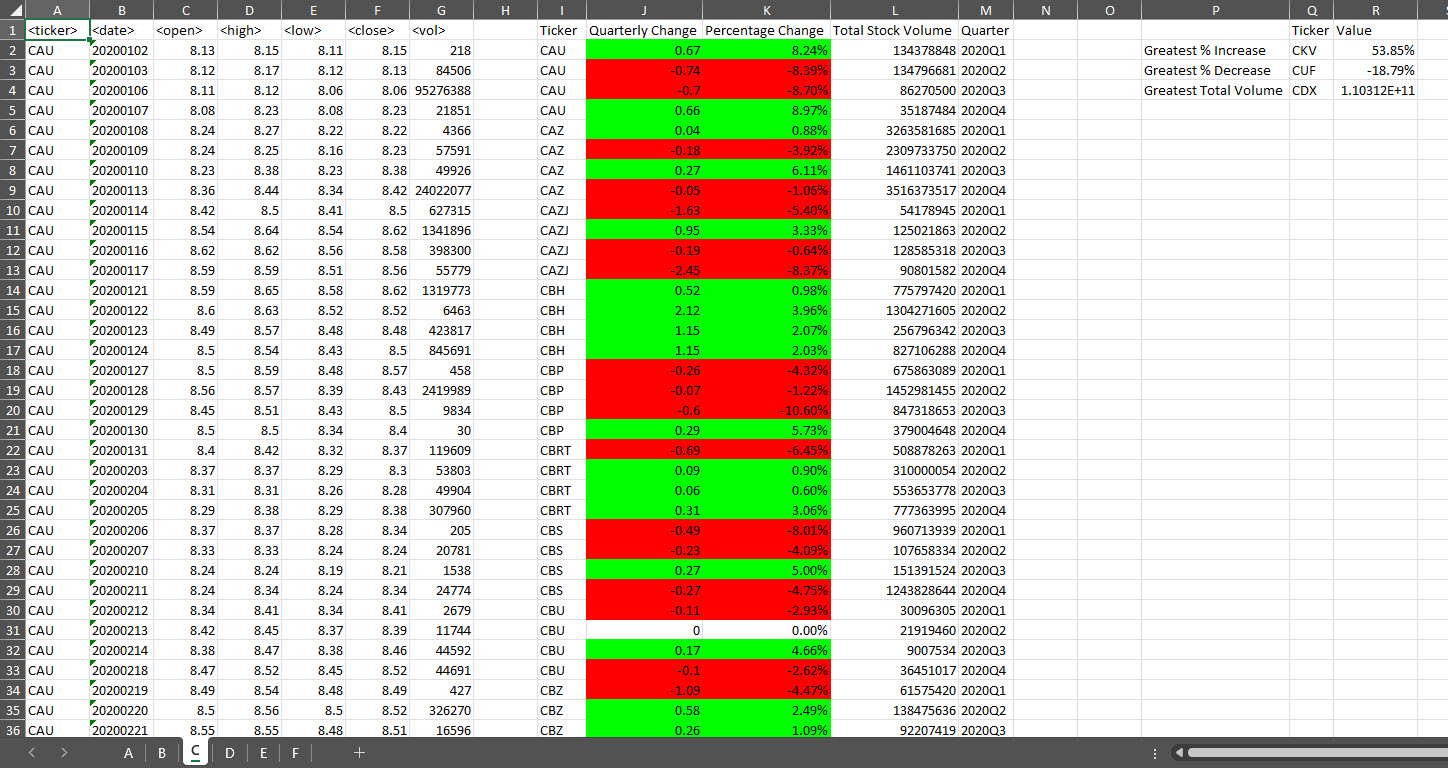 A B C D E F G H I J K L M N O P Q R
1 <ticker> <date> <open> <high> <low> <close> <vol> Ticker Quarterly Change Percentage Change Total Stock Volume Quarter Ticker Value
2 CAU 20200102 8.13 8.15 8.11 8.15 218 CAU 0.67 8.24% 134378848 2020Q1 Greatest % Increase CKV 53.85%
3 CAU 20200103 8.12 8.17 8.12 8.13 84506 CAU -0.74 -8.39% 134796681 2020Q2 Greatest % Decrease CUF -18.79%
4 CAU 20200106 8.11 8.12 8.06 8.06 95276388 CAU -0.7 -8.70% 86270500 2020Q3 Greatest Total Volume CDX 1.10312E+11
5 CAU 20200107 8.08 8.23 8.08 8.23 21851 CAU 0.66 8.97% 35187484 2020Q4
6 CAU 20200108 8.24 8.27 8.22 8.22 4366 CAZ 0.04 0.88% 3263581685 2020Q1
7 CAU 20200109 8.24 8.25 8.16 8.23 57591 CAZ -0.18 -3.92% 2309733750 2020Q2
8 CAU 20200110 8.23 8.38 8.23 8.38 49926 CAZ 0.27 6.11% 1461103741 2020Q3
9 CAU 20200113 8.36 8.44 8.34 8.42 24022077 CAZ -0.05 -1.06% 3516373517 2020Q4
10 CAU 20200114 8.42 8.5 8.41 8.5 627315 CAZJ -1.63 -5.40% 54178945 2020Q1
11 CAU 20200115 8.54 8.64 8.54 8.62 1341896 CAZJ 0.95 3.33% 125021863 2020Q2
12 CAU 20200116 8.62 8.62 8.56 8.58 398300 CAZJ -0.19 -0.64% 128585318 2020Q3
13 CAU 20200117 8.59 8.59 8.51 8.56 55779 CAZJ -2.45 -8.37% 90801582 2020Q4
14 CAU 20200121 8.59 8.65 8.58 8.62 1319773 CBH 0.52 0.98% 775797420 2020Q1
15 CAU 20200122 8.6 8.63 8.52 8.52 6463 CBH 2.12 3.96% 1304271605 2020Q2
16 CAU 20200123 8.49 8.57 8.48 8.48 423817 CBH 1.15 2.07% 256796342 2020Q3
17 CAU 20200124 8.5 8.54 8.43 8.5 845691 CBH 1.15 2.03% 827106288 2020Q4
18 CAU 20200127 8.5 8.59 8.48 8.57 458 CBP -0.26 -4.32% 675863089 2020Q1
19 CAU 20200128 8.56 8.57 8.39 8.43 2419989 CBP -0.07 -1.22% 1452981455 2020Q2
20 CAU 20200129 8.45 8.51 8.43 8.5 9834 CBP -0.6 -10.60% 847318653 2020Q3
21 CAU 20200130 8.5 8.5 8.34 8.4 30 CBP 0.29 5.73% 379004648 2020Q4
22 CAU 20200131 8.4 8.42 8.32 8.37 119609 CBRT -0.69 -6.45% 508878263 2020Q1
23 CAU 20200203 8.37 8.37 8.29 8.3 53803 CBRT 0.09 0.90% 310000054 2020Q2
24 CAU 20200204 8.31 8.31 8.26 8.28 49904 CBRT 0.06 0.60% 553653778 2020Q3
25 CAU 20200205 8.29 8.38 8.29 8.38 307960 CBRT 0.31 3.06% 777363995 2020Q4
26 CAU 20200206 8.37 8.37 8.28 8.34 205 CBS -0.49 -8.01% 960713939 2020Q1
27 CAU 20200207 8.33 8.33 8.24 8.24 20781 CBS -0.23 -4.09% 107658334 2020Q2
28 CAU 20200210 8.24 8.24 8.19 8.21 1538 CBS 0.27 5.00% 151391524 2020Q3
29 CAU 20200211 8.24 8.34 8.24 8.34 24774 CBS -0.27 -4.75% 1243828644 2020Q4
30 CAU 20200212 8.34 8.41 8.34 8.41 2679 CBU -0.11 -2.93% 30096305 2020Q1
31 CAU 20200213 8.42 8.45 8.37 8.39 11744 CBU 0 0.00% 21919460 2020Q2
32 CAU 20200214 8.38 8.47 8.38 8.46 44592 CBU 0.17 4.66% 9007534 2020Q3
33 CAU 20200218 8.47 8.52 8.45 8.52 44691 CBU -0.1 -2.62% 36451017 2020Q4
34 CAU 20200219 8.49 8.54 8.48 8.49 427 CBZ -1.09 -4.47% 61575420 2020Q1
35 CAU 20200220 8.5 8.56 8.5 8.52 326270 CBZ 0.58 2.49% 138475636 2020Q2
36 CAU 20200221 8.55 8.55 8.48 8.51 16596 CBZ 0.26 1.09% 92207419 2020Q3
A B C D E F